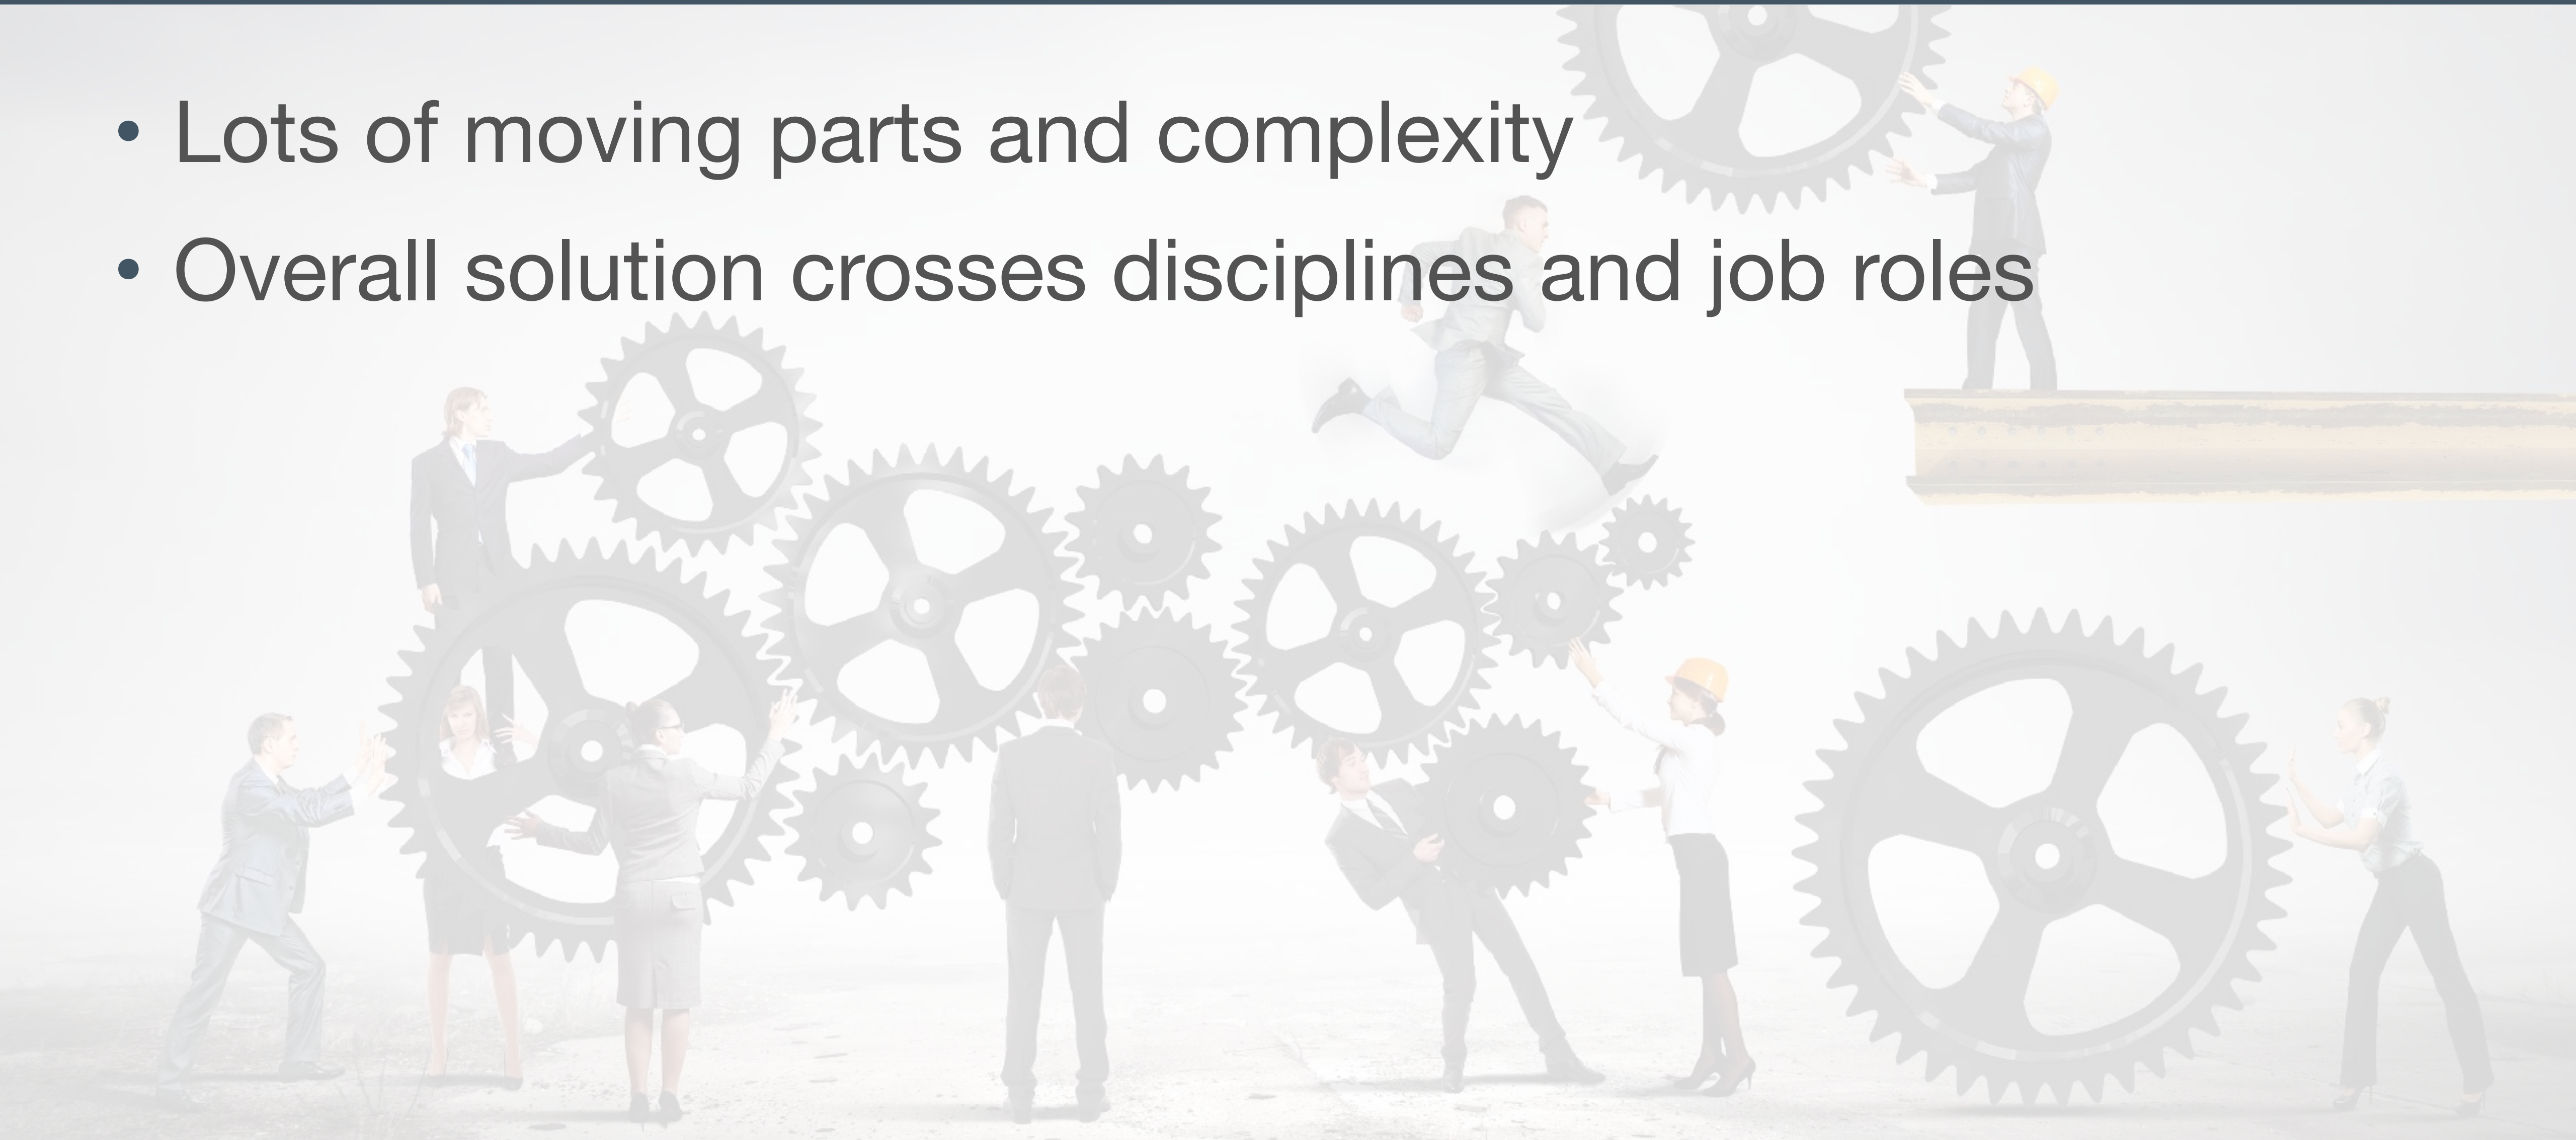 • Lots of moving parts and complexity
• Overall solution crosses disciplines and job roles